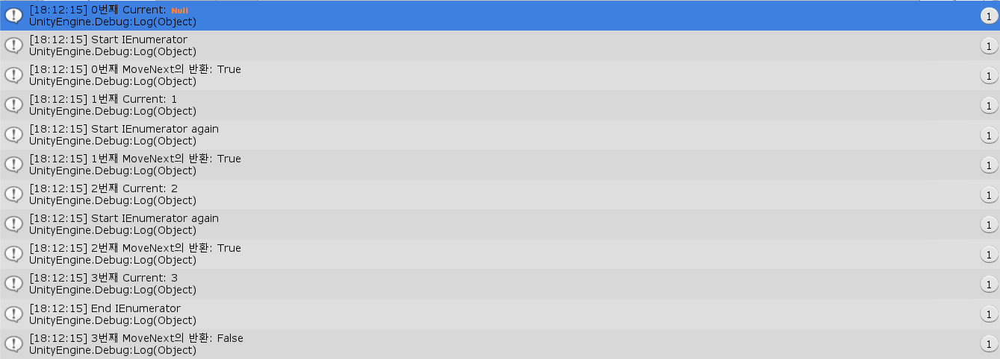 [18:12:15] 0번째 Current: Null
UnityEngine.Debug:Log(Object)
1
[18:12:15] Start IEnumerator
UnityEngine.Debug:Log(Object)
1
[18:12:15] 0번째 MoveNext의 반환: True
UnityEngine.Debug:Log(Object)
1
[18:12:15] 1번째 Current: 1
UnityEngine.Debug:Log(Object)
1
[18:12:15] Start IEnumerator again
UnityEngine.Debug:Log(Object)
1
[18:12:15] 1번째 MoveNext의 반환: True
UnityEngine.Debug:Log(Object)
1
[18:12:15] 2번째 Current: 2
UnityEngine.Debug:Log(Object)
1
[18:12:15] Start IEnumerator again
UnityEngine.Debug:Log(Object)
1
[18:12:15] 2번째 MoveNext의 반환: True
UnityEngine.Debug:Log(Object)
1
[18:12:15] 3번째 Current: 3
UnityEngine.Debug:Log(Object)
1
[18:12:15] End IEnumerator
UnityEngine.Debug:Log(Object)
1
[18:12:15] 3번째 MoveNext의 반환: False
UnityEngine.Debug:Log(Object)
1